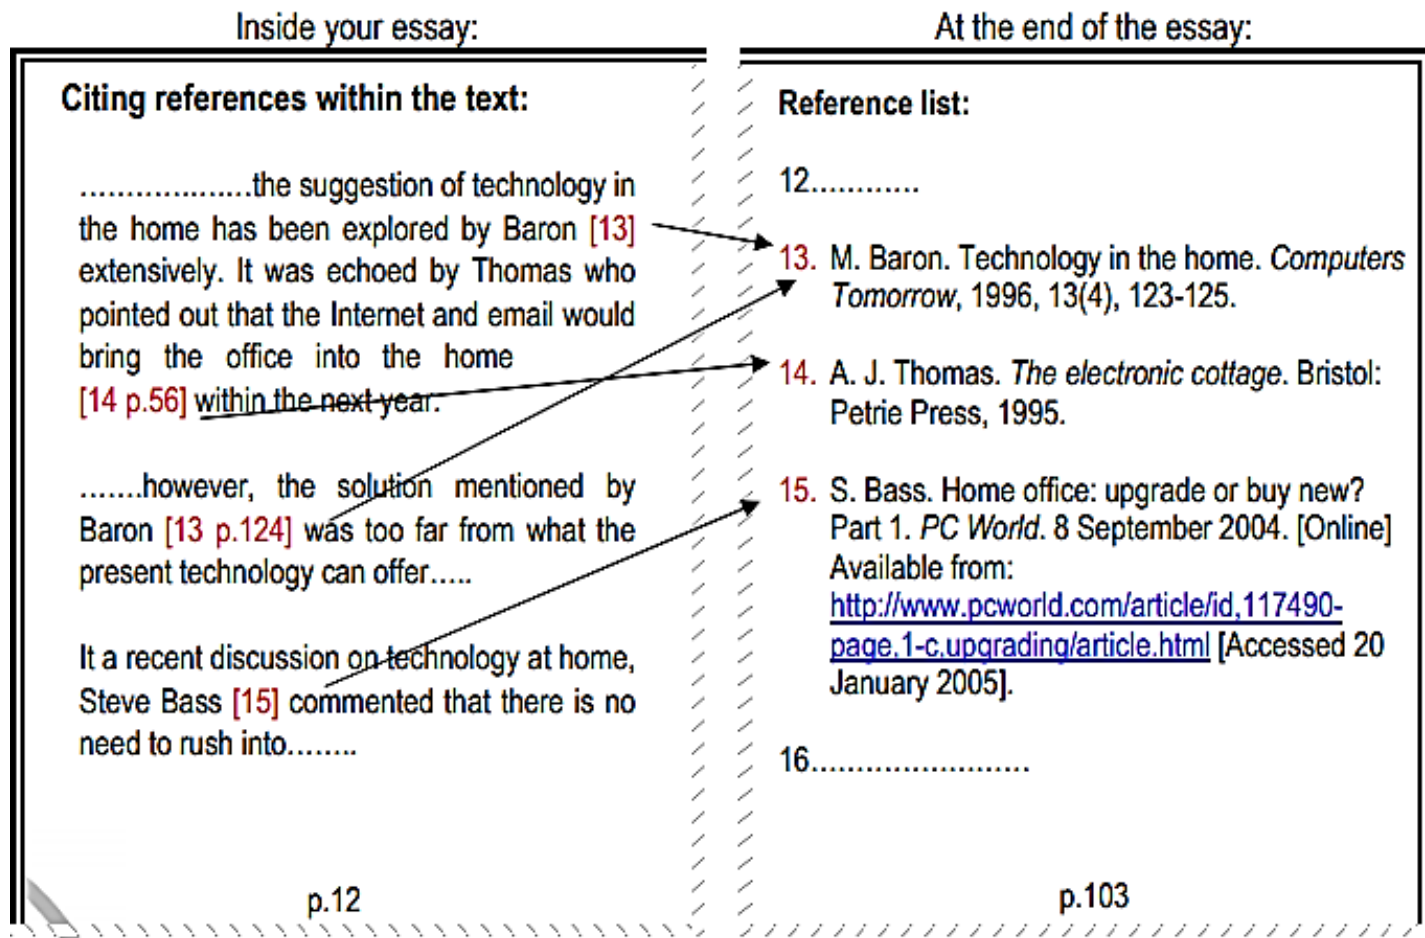 Inside your essay:
Citing references within the text:
...................the suggestion of technology in
the home has been explored by Baron [13]
extensively. It was echoed by Thomas who
pointed out that the Internet and email would
bring the office into the home
[14 p.56] within the next year.
.......however, the solution mentioned by
Baron [13 p.124] was too far from what the
present technology can offer.....
It a recent discussion on technology at home,
Steve Bass [15] commented that there is no
need to rush into........
p.12
At the end of the essay:
Reference list:
12............
13. M. Baron. Technology in the home. Computers
Tomorrow, 1996, 13(4), 123-125.
14. A. J. Thomas. The electronic cottage. Bristol:
Petrie Press, 1995.
15. S. Bass. Home office: upgrade or buy new?
Part 1. PC World. 8 September 2004. [Online]
Available from:
http://www.pcworld.com/article/id,117490-
page,1-c,upgrading/article.html [Accessed 20
January 2005].
16........................
p.103